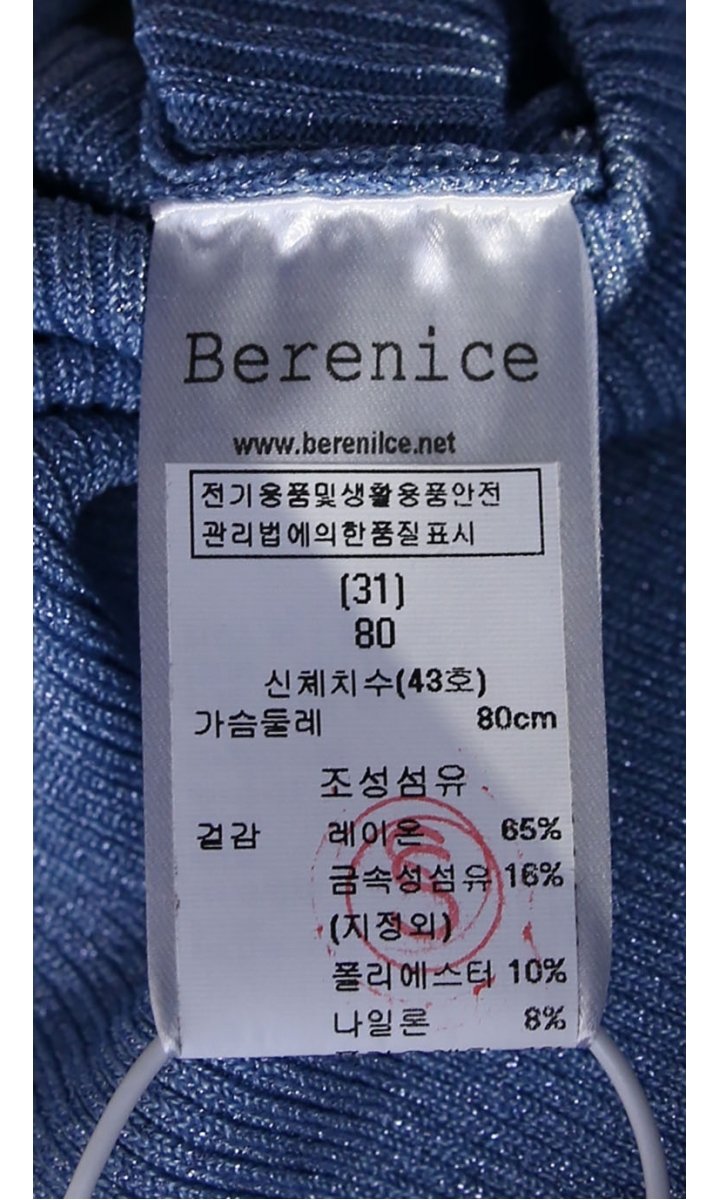 Berenice
www.berenilce.net
전기용품및생활용품안전
관리법에의한품질표시
(31)
80
신체치수(43호)
가슴둘레 80cm
조성섬유
겉감 레이온 65%
금속성섬유 16%
(지정외)
폴리에스터 10%
나일론 8%